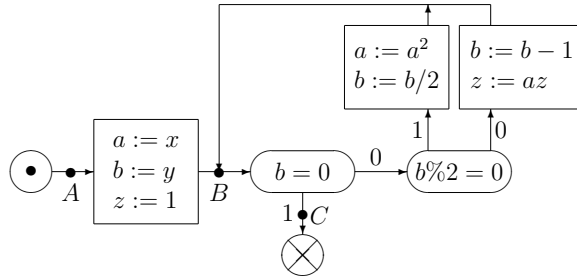 a := a²
b := b/2
b := b − 1
z := az
1
0
a := x
b := y
z := 1
A
B
b = 0
0
b%2 = 0
1
C